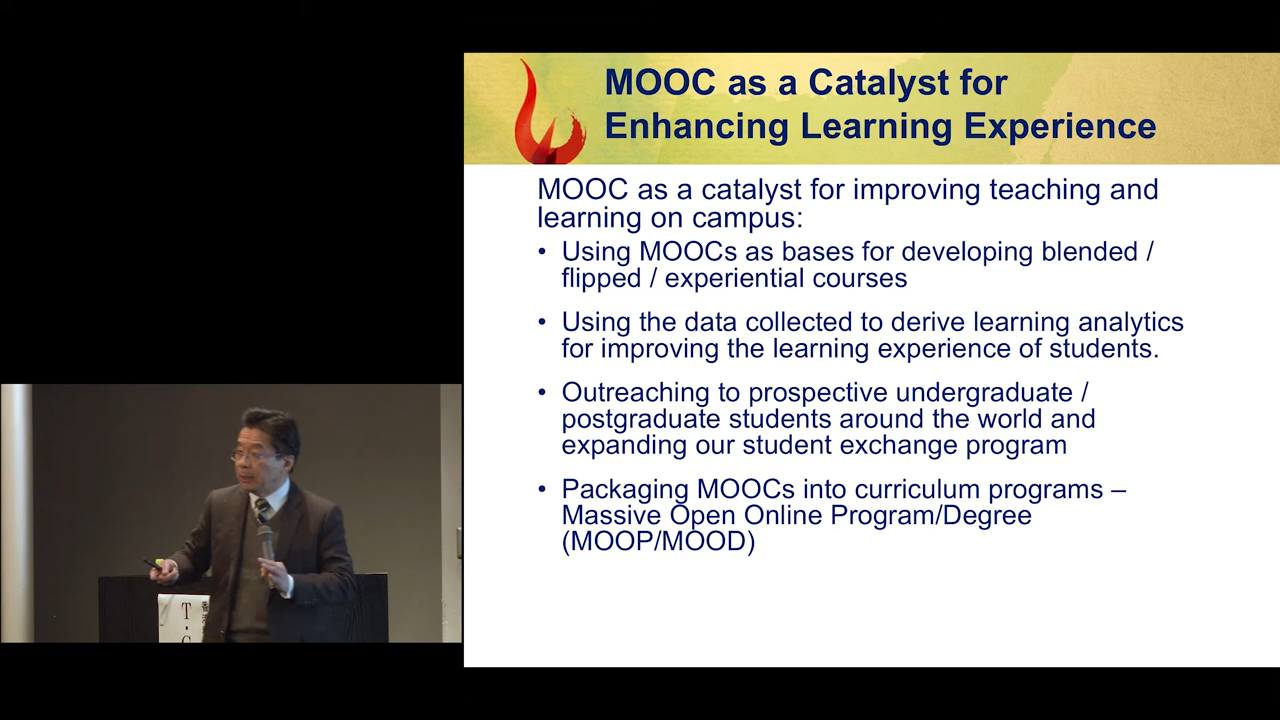 MOOC as a Catalyst for
Enhancing Learning Experience
MOOC as a catalyst for improving teaching and
learning on campus:
• Using MOOCs as bases for developing blended /
flipped / experiential courses
• Using the data collected to derive learning analytics
for improving the learning experience of students.
• Outreaching to prospective undergraduate /
postgraduate students around the world and
expanding our student exchange program
• Packaging MOOCs into curriculum programs –
Massive Open Online Program/Degree
(MOOP/MOOD)